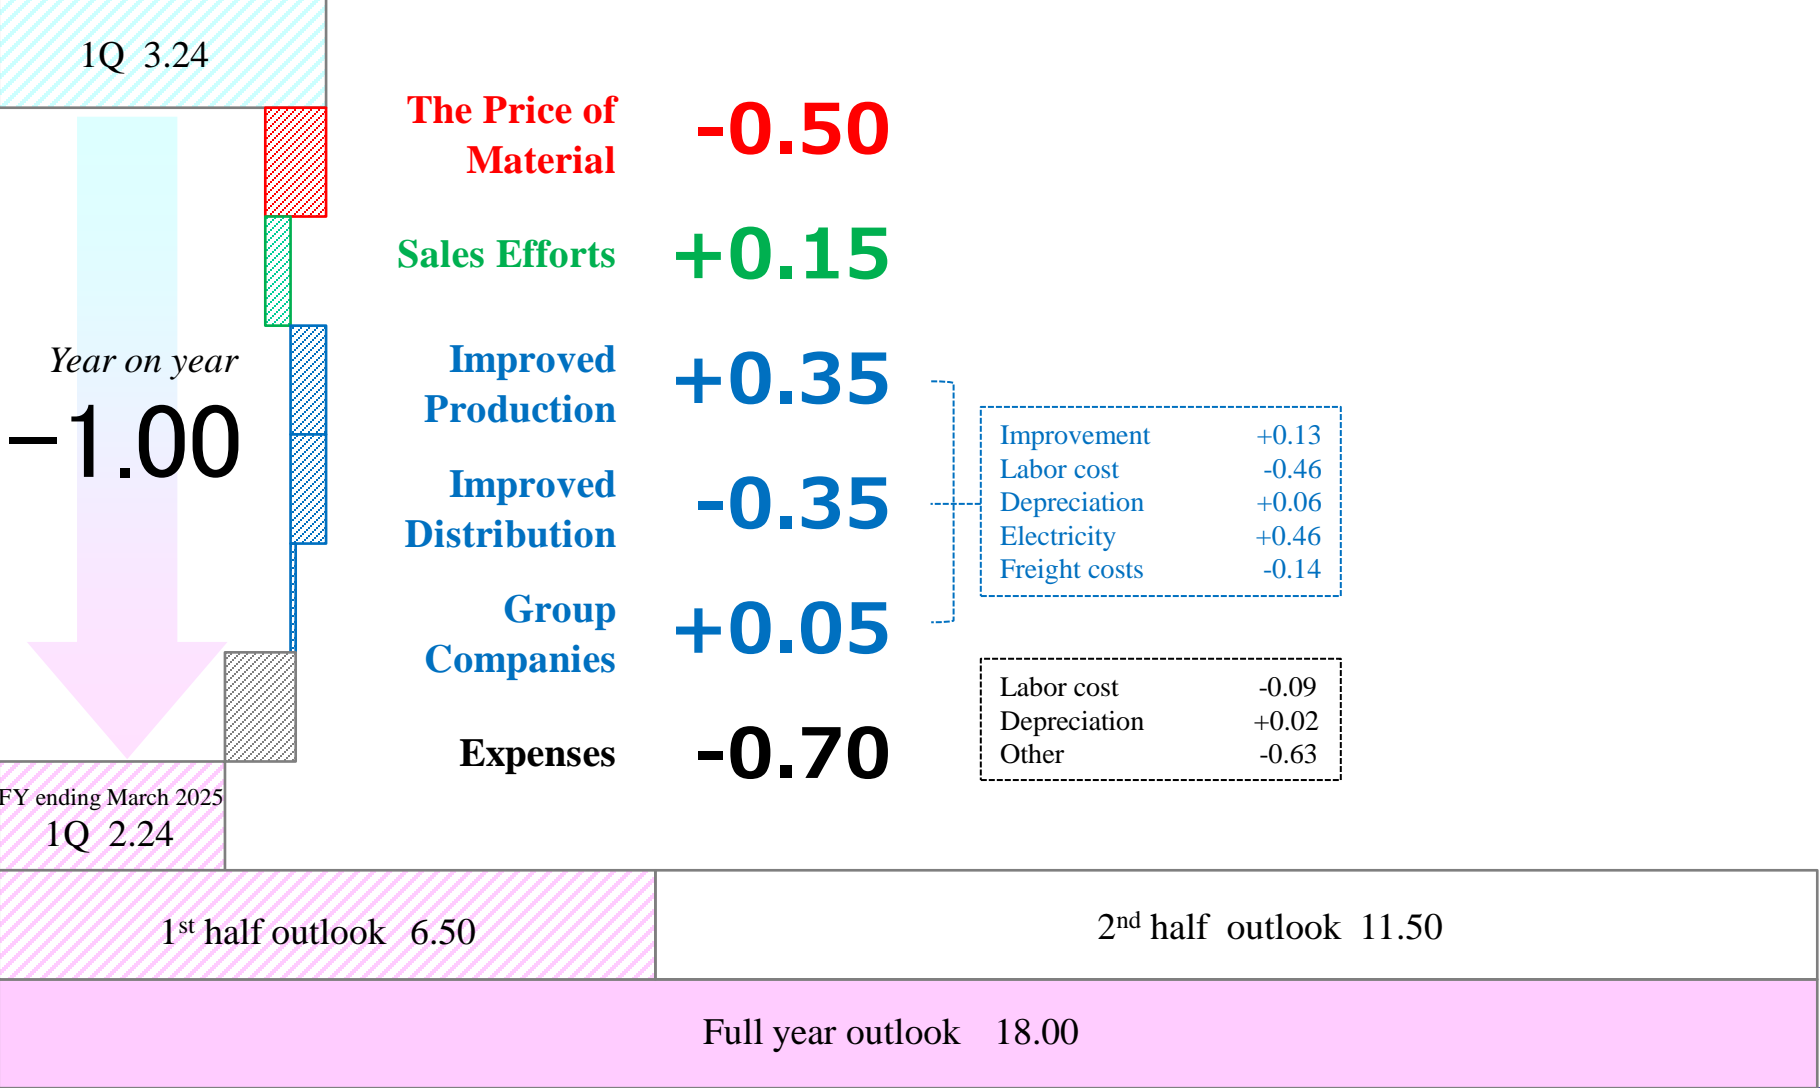 1Q 3.24
The Price of
Material
-0.50
Sales Efforts
+0.15
Year on year
−1.00
Improved
Production
+0.35
Improved
Distribution
-0.35
Group
Companies
+0.05
Improvement +0.13
Labor cost -0.46
Depreciation +0.06
Electricity +0.46
Freight costs -0.14
Expenses
-0.70
Labor cost -0.09
Depreciation +0.02
Other -0.63
FY ending March 2025
1Q 2.24
1st half outlook 6.50
2nd half outlook 11.50
Full year outlook 18.00